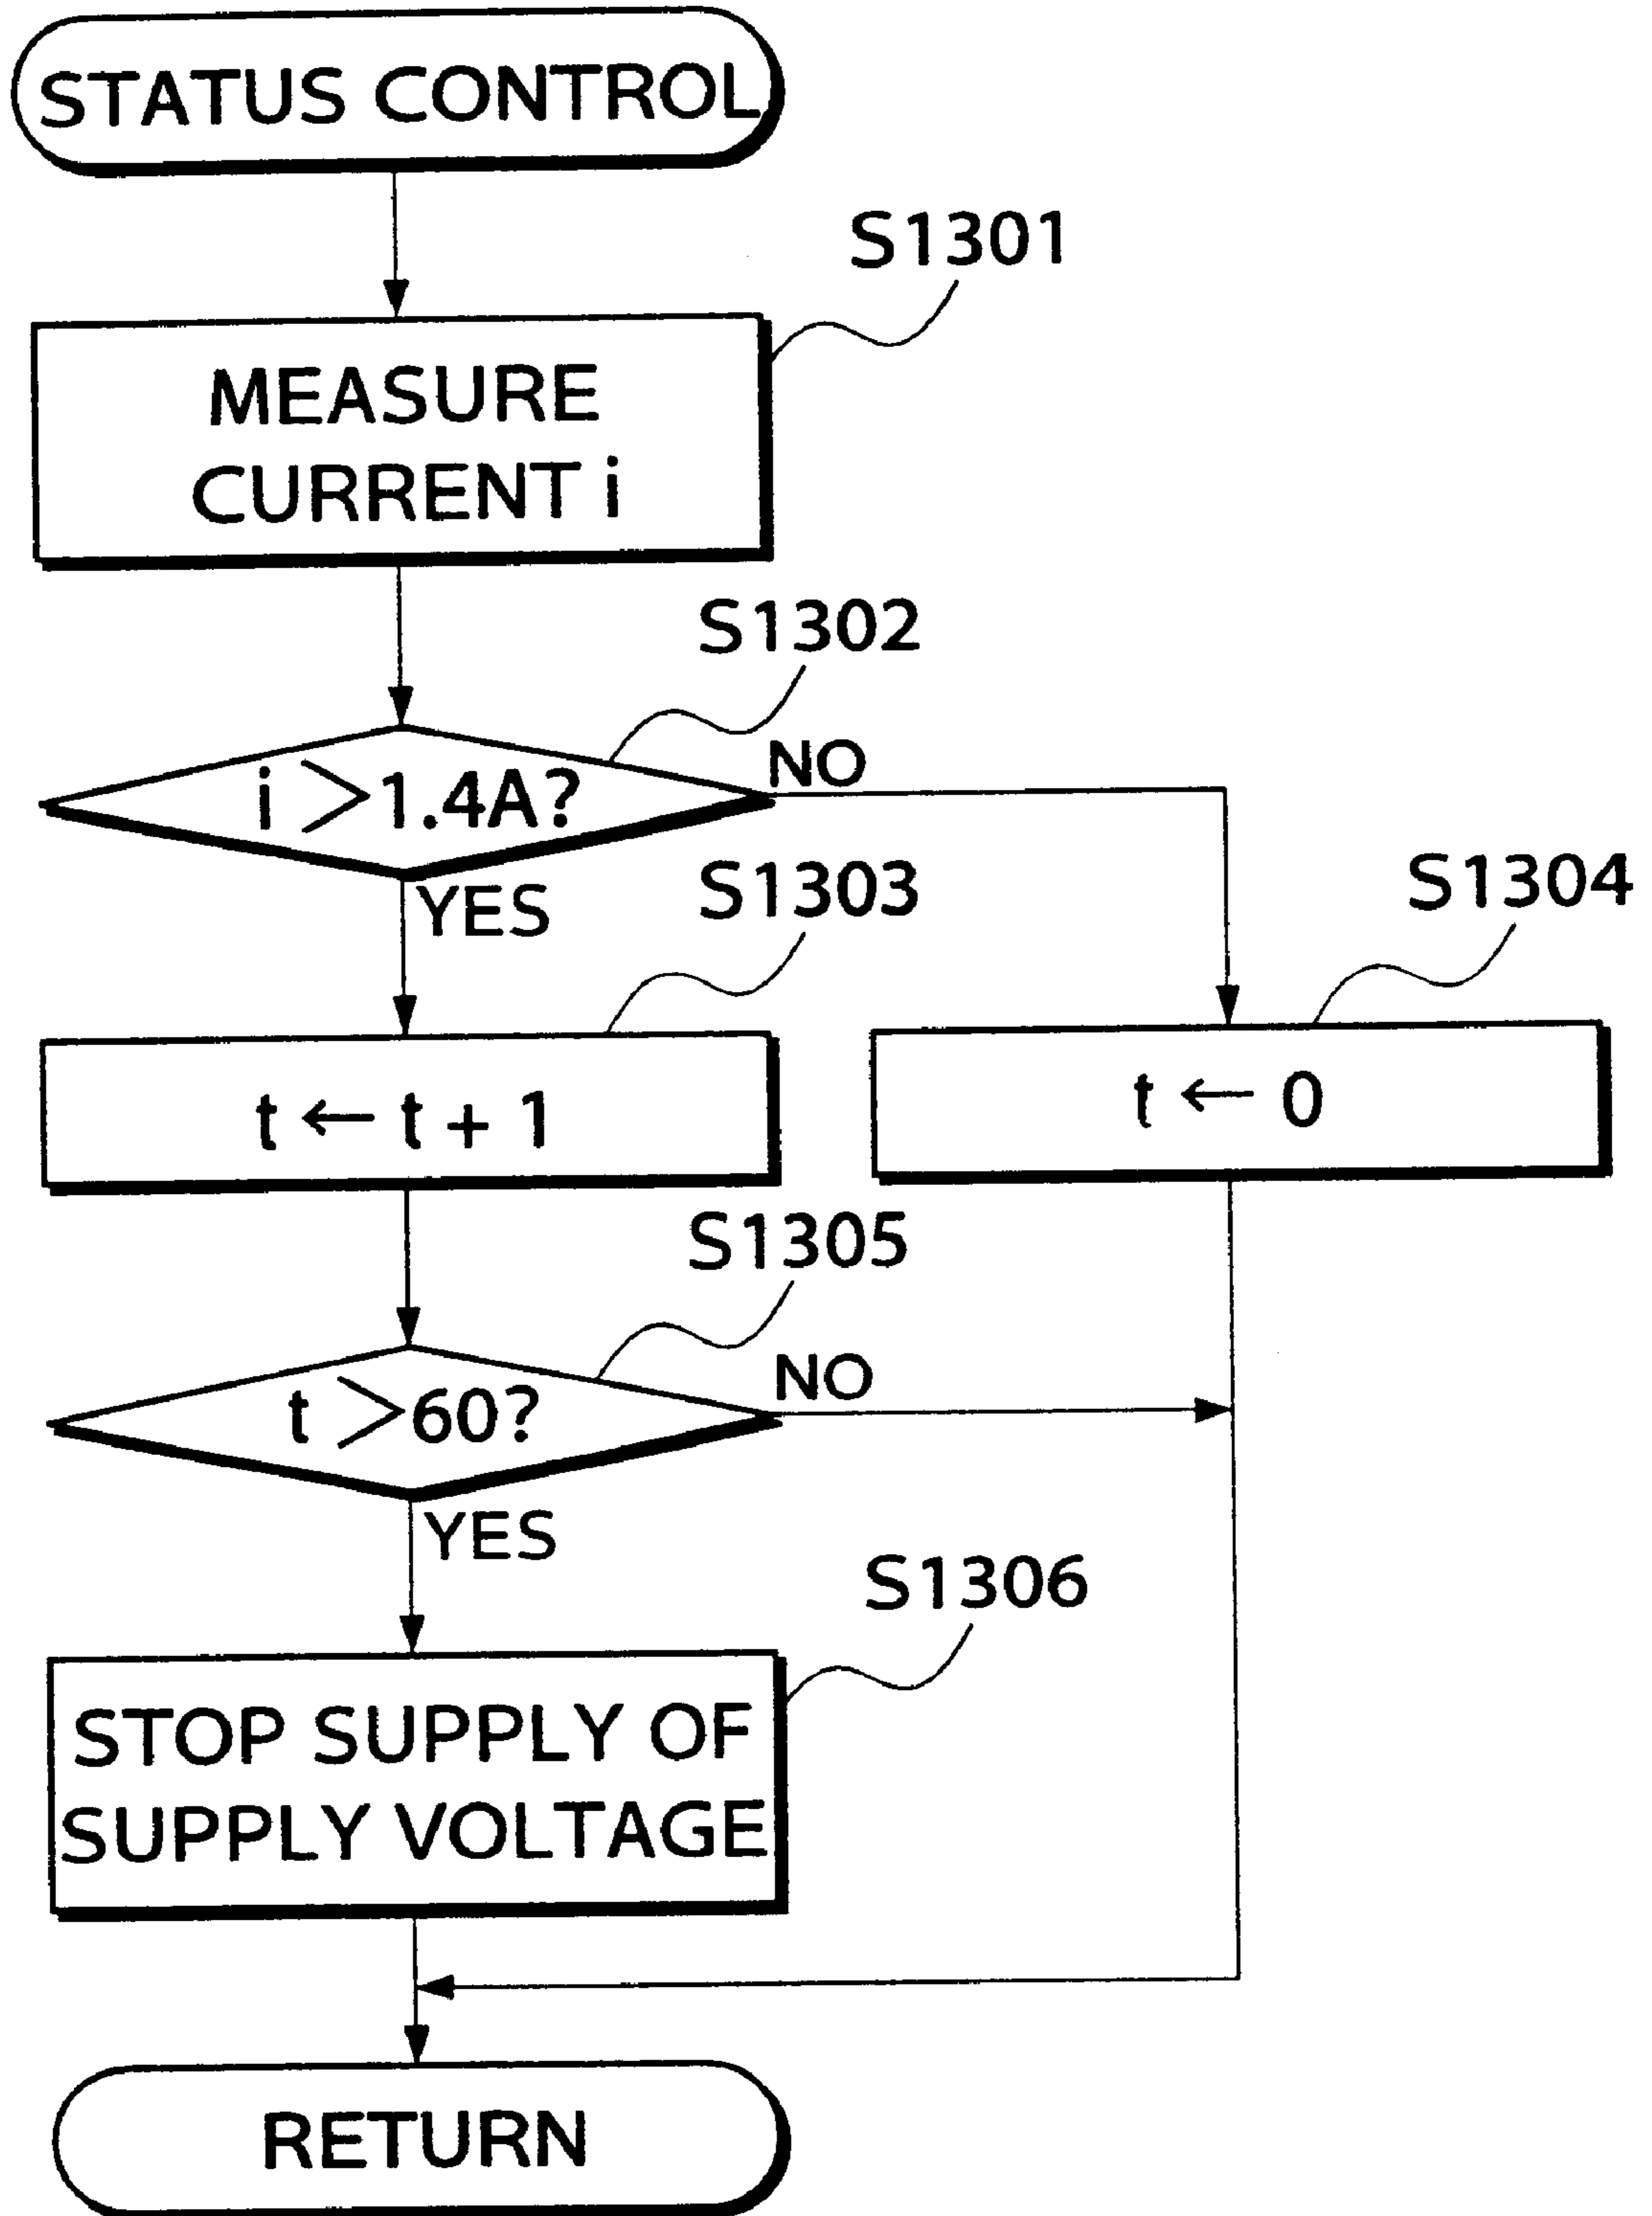 STATUS CONTROL
S1301
MEASURE
CURRENT i
S1302
i >1.4A?
NO
YES
S1303
S1304
t ← t + 1
t ← 0
S1305
t >60?
NO
YES
S1306
STOP SUPPLY OF
SUPPLY VOLTAGE
RETURN